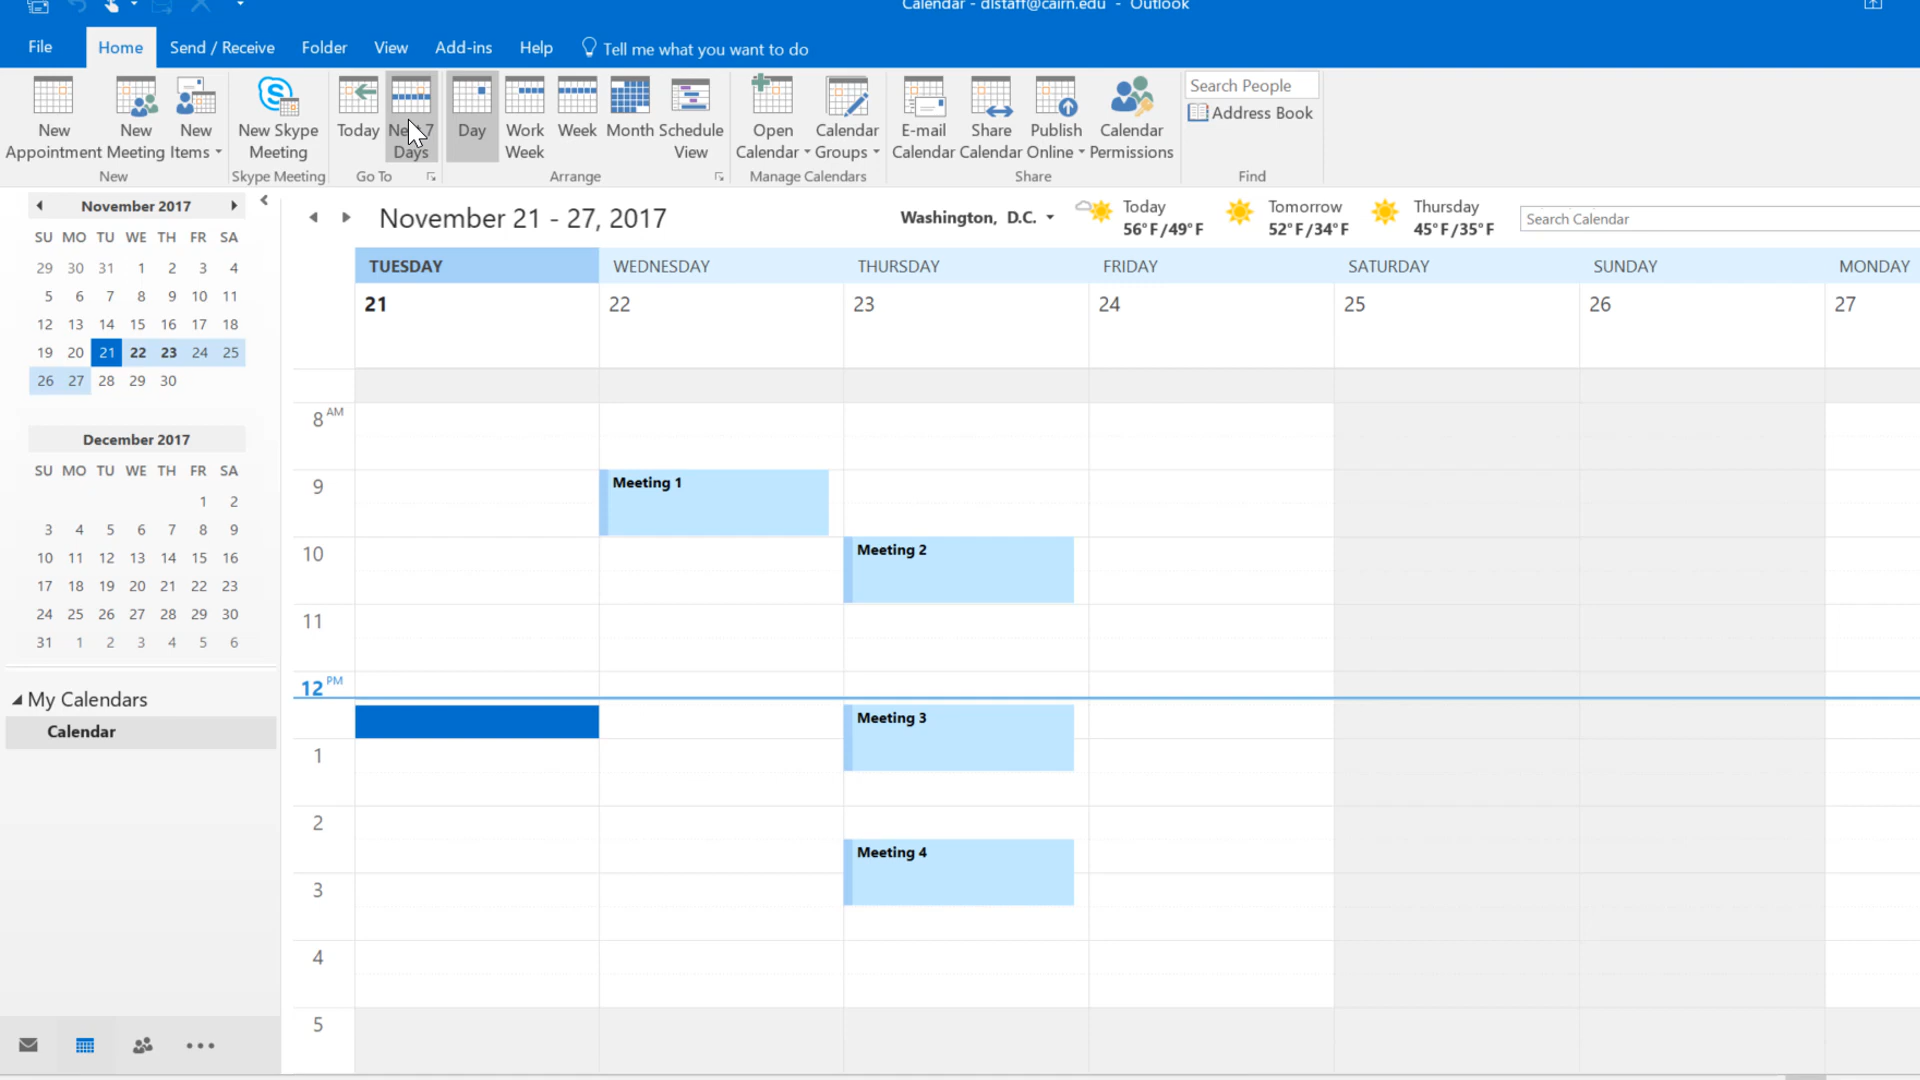 Calendar - dlstaff@cairn.edu - Outlook
File Home Send / Receive Folder View Add-ins Help Tell me what you want to do
New Appointment
New Meeting
New Items
New Skype Meeting
Today
Days
Day
Work Week
Week
Month
Schedule View
Open Calendar
Calendar Groups
E-mail Calendar
Share Calendar
Publish Online
Calendar Permissions
Search People
Address Book
New Skype Meeting Go To Arrange Manage Calendars Share Find
November 2017
SU MO TU WE TH FR SA
29 30 31 1 2 3 4
5 6 7 8 9 10 11
12 13 14 15 16 17 18
19 20 21 22 23 24 25
26 27 28 29 30
December 2017
SU MO TU WE TH FR SA
1 2
3 4 5 6 7 8 9
10 11 12 13 14 15 16
17 18 19 20 21 22 23
24 25 26 27 28 29 30
31 1 2 3 4 5 6
My Calendars
Calendar
November 21 - 27, 2017
Washington, D.C.
Today
56°F/49°F
Tomorrow
52°F/34°F
Thursday
45°F/35°F
Search Calendar
TUESDAY WEDNESDAY THURSDAY FRIDAY SATURDAY SUNDAY MONDAY
21 22 23 24 25 26 27
8 AM
9
Meeting 1
10
Meeting 2
11
12 PM
Meeting 3
1
2
Meeting 4
3
4
5